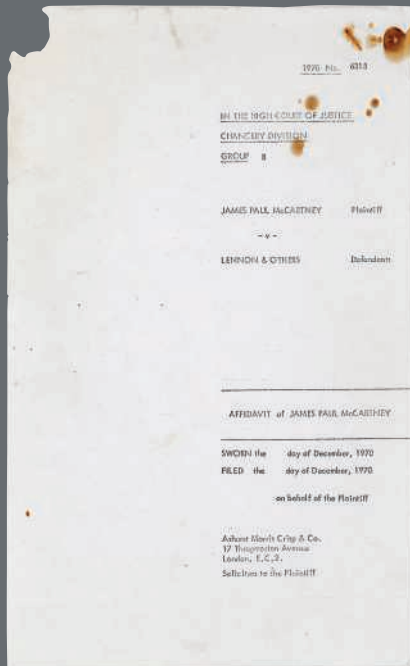 1970 No. 6315
IN THE HIGH COURT OF JUSTICE
CHANCERY DIVISION
GROUP B
JAMES PAUL McCARTNEY Plaintiff
- v -
LENNON & OTHERS Defendants
AFFIDAVIT of JAMES PAUL McCARTNEY
SWORN the day of December, 1970
FILED the day of December, 1970
on behalf of the Plaintiff
Ashurst Morris Crisp & Co.
17 Throgmorton Avenue
London, E.C.2.
Solicitors to the Plaintiff